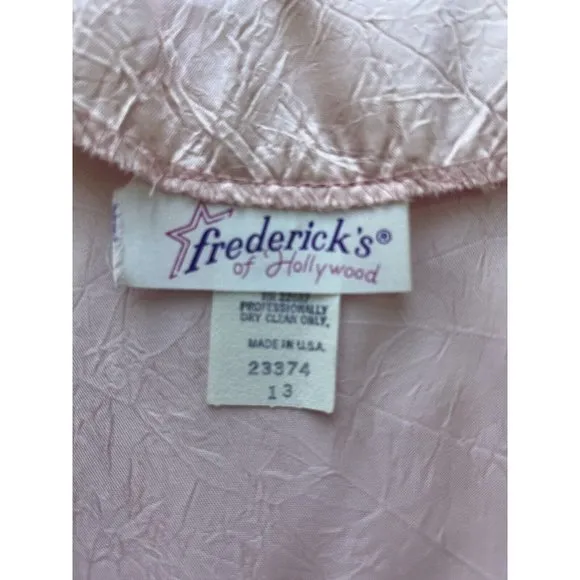 frederick's®
of Hollywood
PROFESSIONALLY
DRY CLEAN ONLY.
MADE IN U.S.A.
23374
13